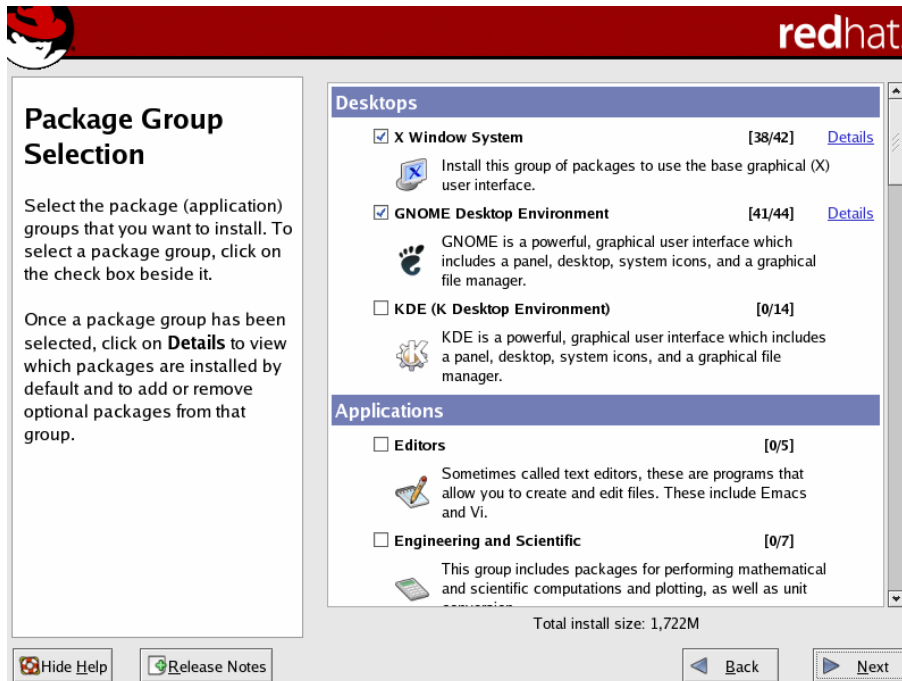 redhat.
Package Group
Selection
Select the package (application)
groups that you want to install. To
select a package group, click on
the check box beside it.
Once a package group has been
selected, click on Details to view
which packages are installed by
default and to add or remove
optional packages from that
group.
Desktops
X Window System [38/42] Details
Install this group of packages to use the base graphical (X)
user interface.
GNOME Desktop Environment [41/44] Details
GNOME is a powerful, graphical user interface which
includes a panel, desktop, system icons, and a graphical
file manager.
KDE (K Desktop Environment) [0/14]
KDE is a powerful, graphical user interface which includes
a panel, desktop, system icons, and a graphical file
manager.
Applications
Editors [0/5]
Sometimes called text editors, these are programs that
allow you to create and edit files. These include Emacs
and Vi.
Engineering and Scientific [0/7]
This group includes packages for performing mathematical
and scientific computations and plotting, as well as unit
Total install size: 1,722M
Hide Help
Release Notes
Back
Next